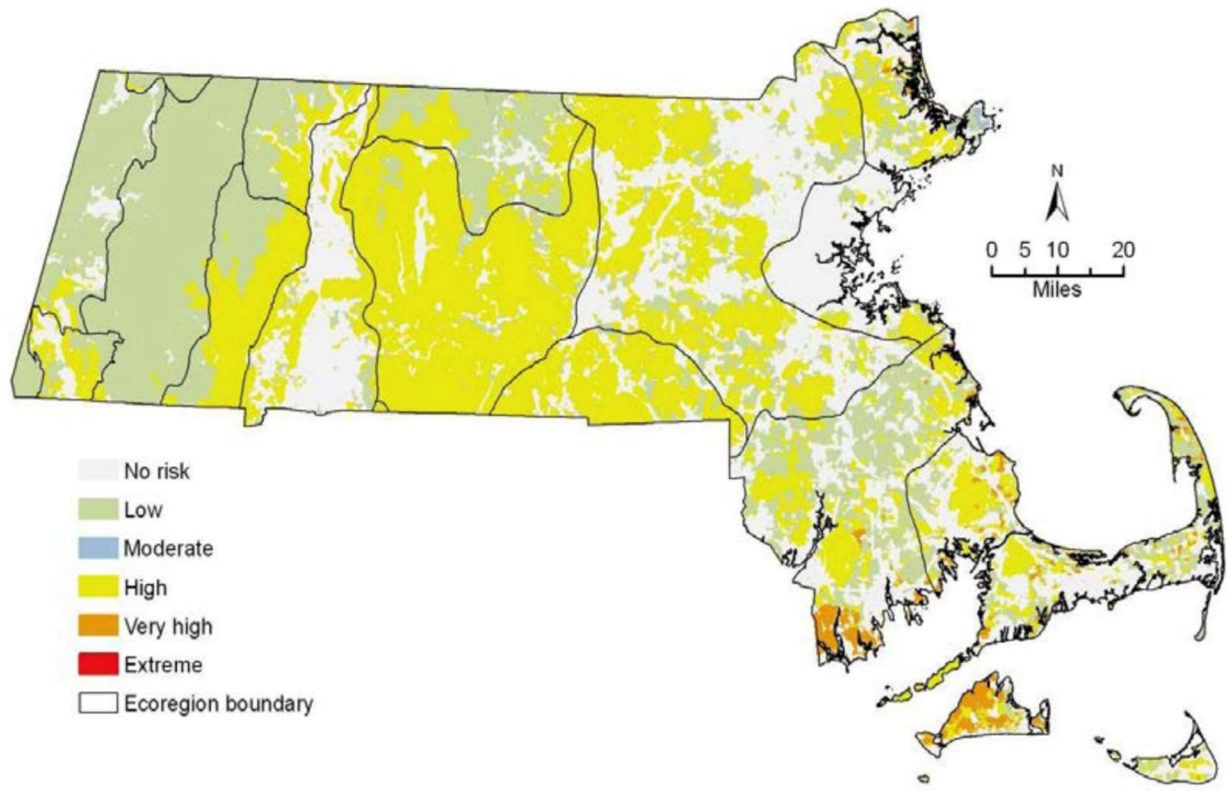 N
0 5 10 20
Miles
No risk
Low
Moderate
High
Very high
Extreme
Ecoregion boundary